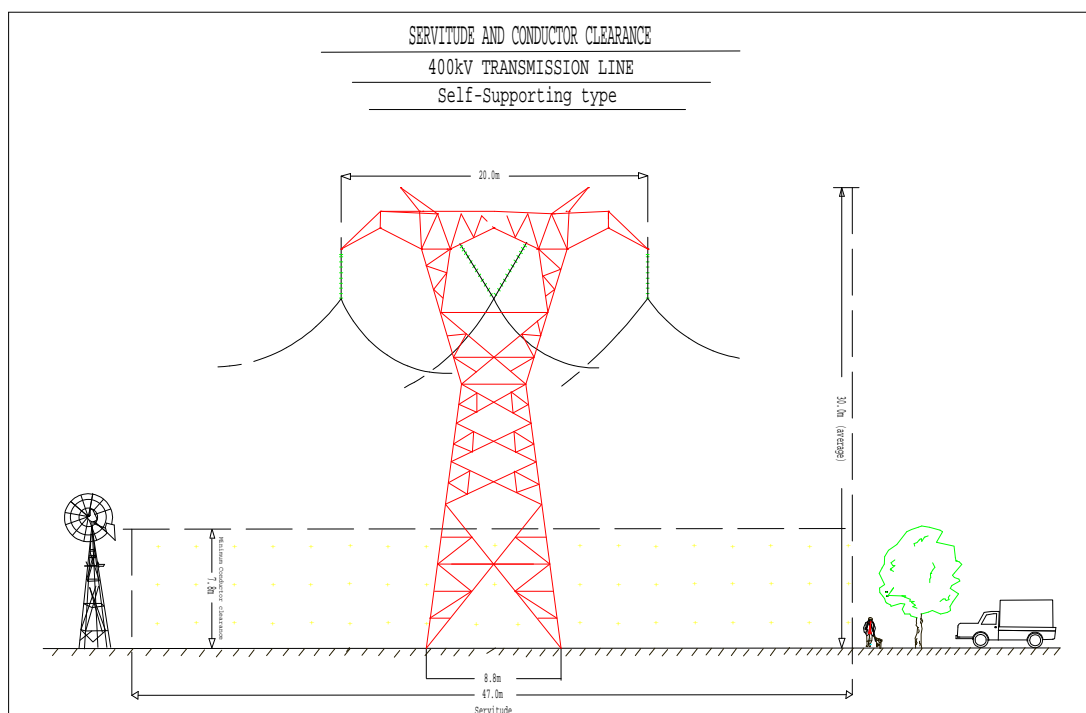 SERVITUDE AND CONDUCTOR CLEARANCE
400kV TRANSMISSION LINE
Self-Supporting type
20.0m
30.0m (average)
Minimum Conductor clearance
7.8m
8.8m
47.0m
Servitude